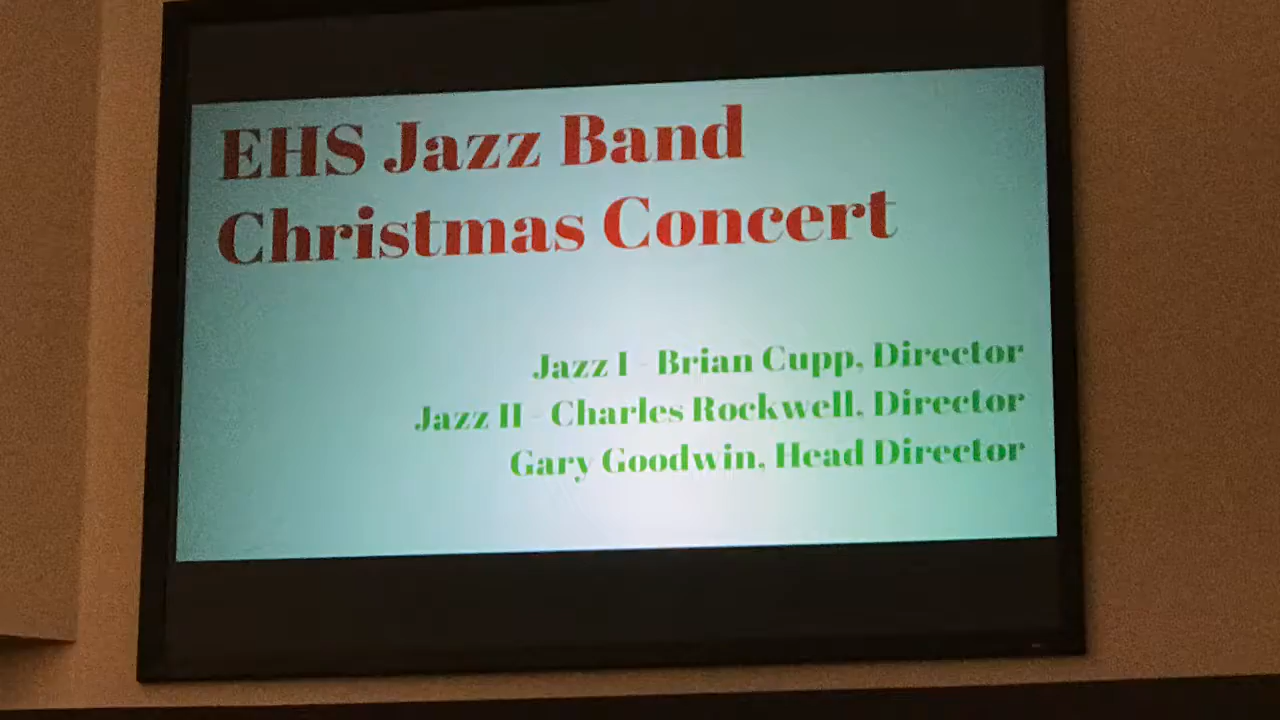 EHS Jazz Band
Christmas Concert
Jazz I - Brian Cupp, Director
Jazz II - Charles Rockwell, Director
Gary Goodwin, Head Director